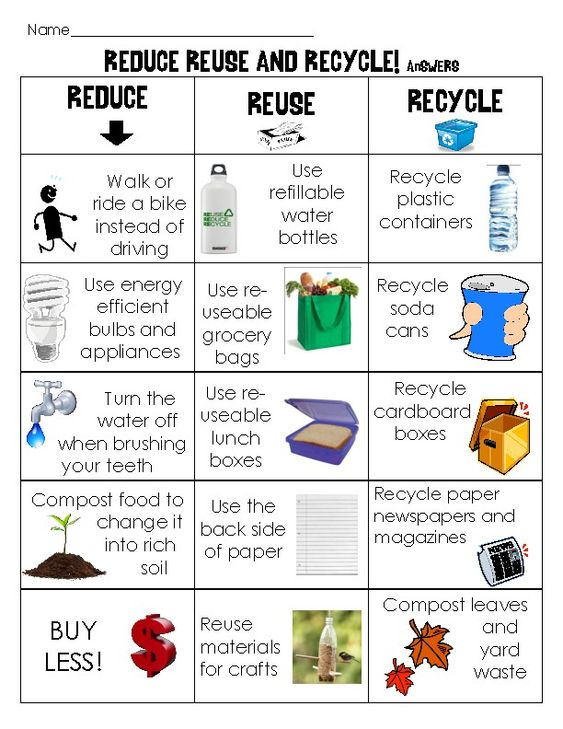 Name
REDUCE REUSE AND RECYCLE! AnSWERS
REDUCE
REUSE
RECYCLE
Walk or
ride a bike
instead of
driving
REUSE
REDUCE
RECYCLE
Use
refillable
water
bottles
Recycle
plastic
containers
Use energy
efficient
bulbs and
appliances
Use re-
useable
grocery
bags
Recycle
soda
cans
Turn the
water off
when brushing
your teeth
Use re-
useable
lunch
boxes
Recycle
cardboard
boxes
Compost food to
change it
into rich
soil
Use the
back side
of paper
Recycle paper
newspapers and
magazines
NEWS
BUY
LESS!
$
Reuse
materials
for crafts
Compost leaves
and
yard
waste